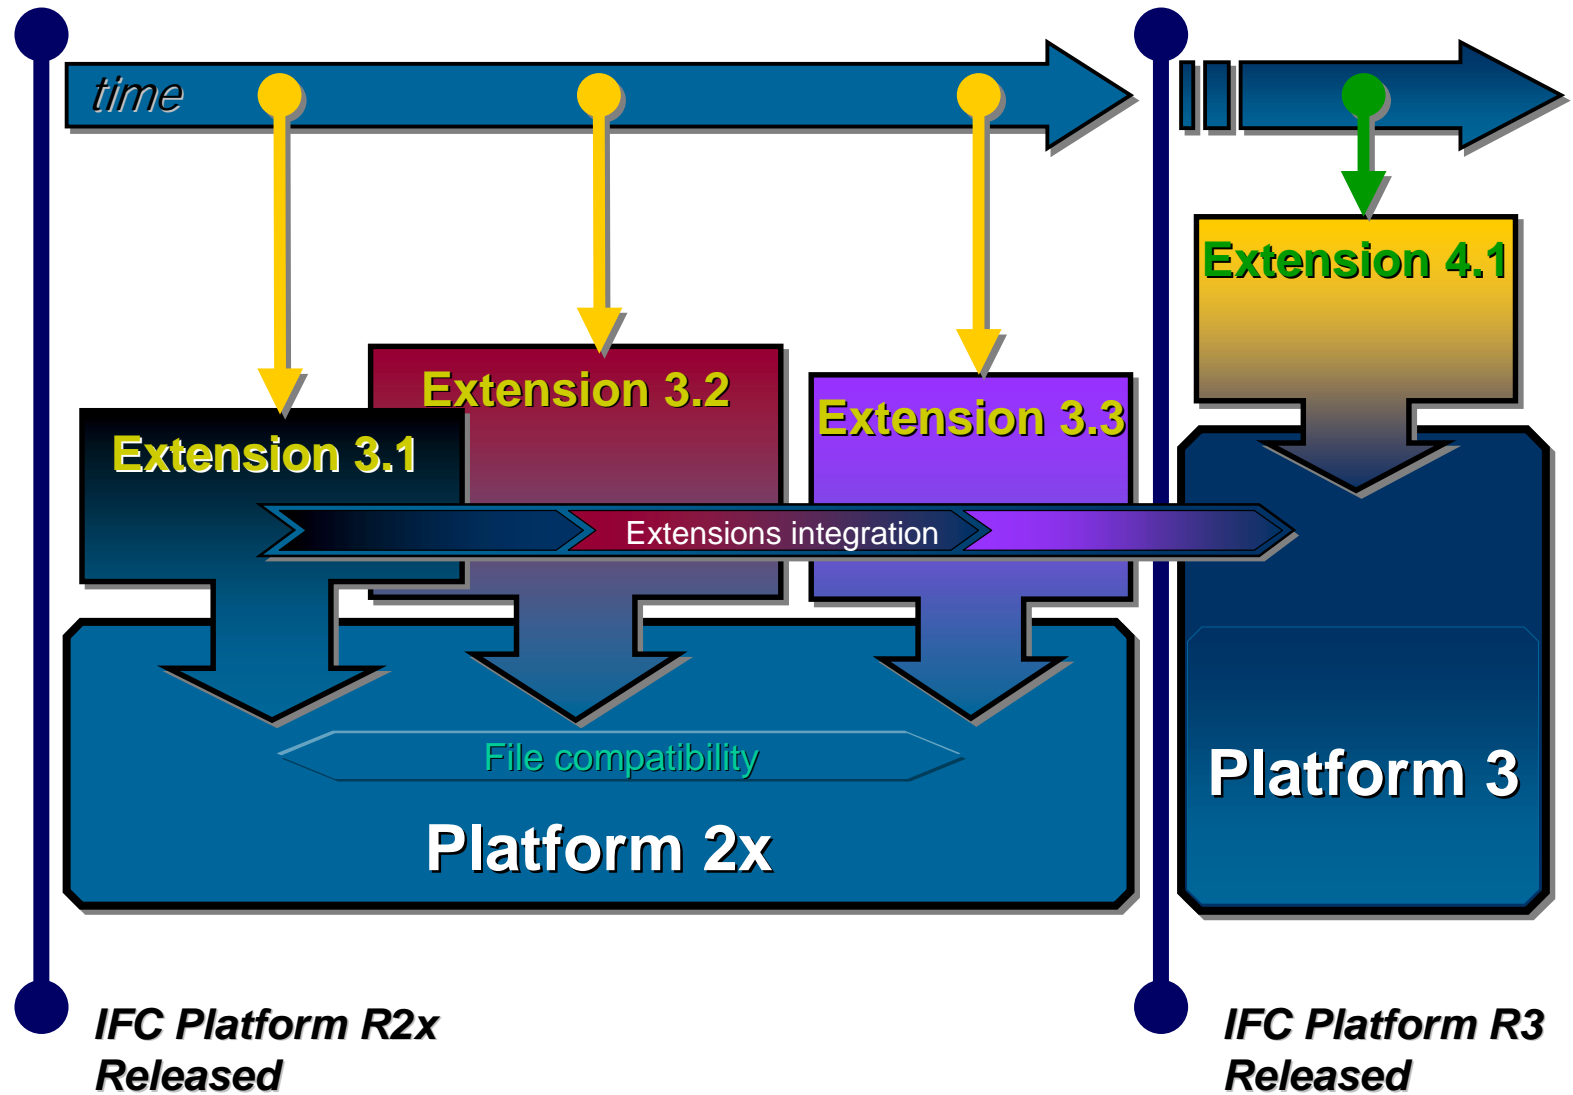 time
Extension 4.1
Extension 3.2
Extension 3.3
Extension 3.1
Extensions integration
File compatibility
Platform 3
Platform 2x
IFC Platform R2x
Released
IFC Platform R3
Released